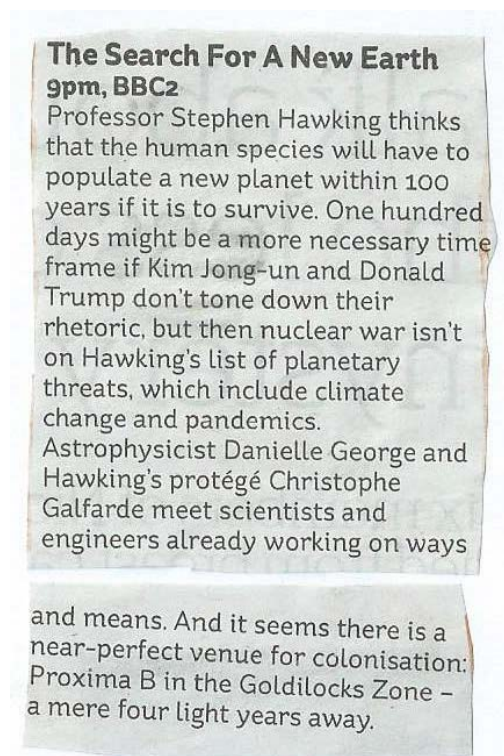 The Search For A New Earth
9pm, BBC2
Professor Stephen Hawking thinks
that the human species will have to
populate a new planet within 100
years if it is to survive. One hundred
days might be a more necessary time
frame if Kim Jong-un and Donald
Trump don't tone down their
rhetoric, but then nuclear war isn't
on Hawking's list of planetary
threats, which include climate
change and pandemics.
Astrophysicist Danielle George and
Hawking's protégé Christophe
Galfarde meet scientists and
engineers already working on ways
and means. And it seems there is a
near-perfect venue for colonisation:
Proxima B in the Goldilocks Zone –
a mere four light years away.